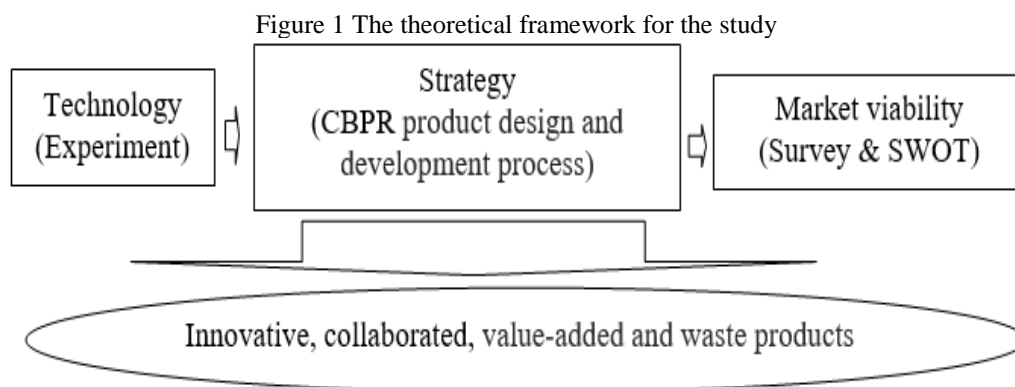 Figure 1 The theoretical framework for the study
Technology
(Experiment)
Strategy
(CBPR product design and
development process)
Market viability
(Survey & SWOT)
Innovative, collaborated, value-added and waste products